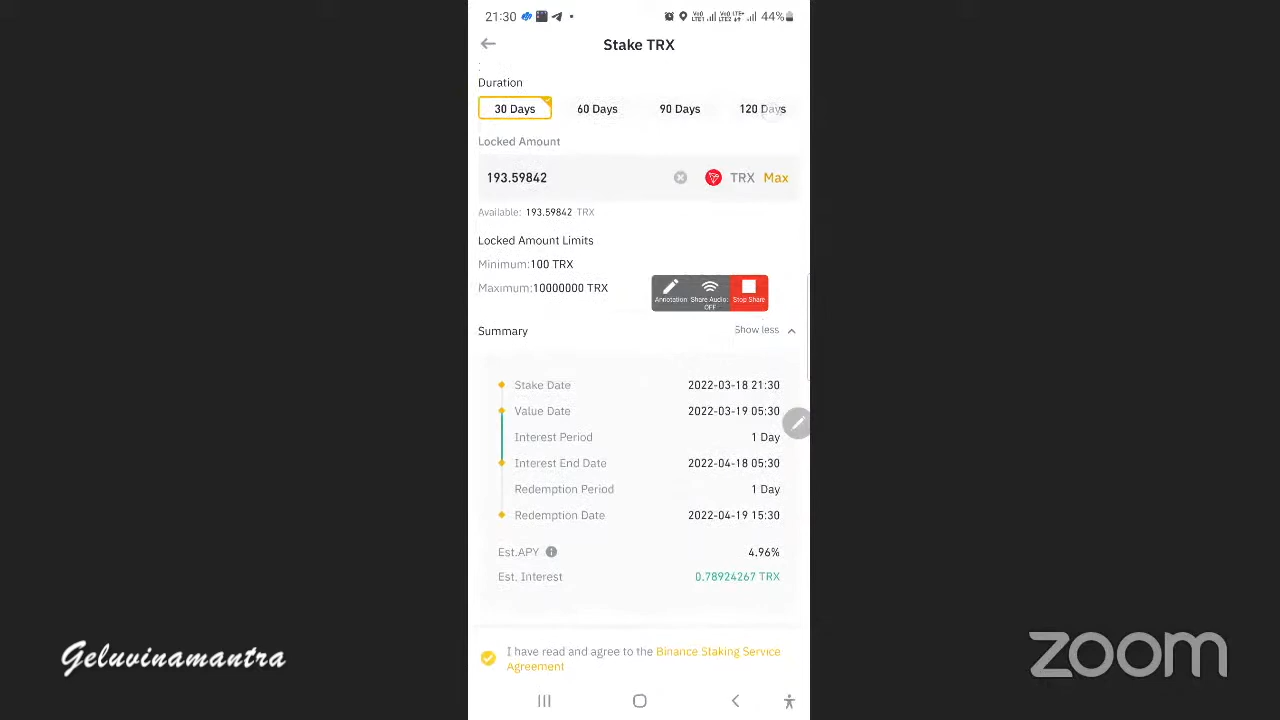 21:30 44%
Stake TRX
Duration
30 Days 60 Days 90 Days 120 Days
Locked Amount
193.59842 TRX Max
Available: 193.59842 TRX
Locked Amount Limits
Minimum:100 TRX
Maximum:10000000 TRX
Annotation Share Audio: OFF Stop Share
Summary Show less
Stake Date 2022-03-18 21:30
Value Date 2022-03-19 05:30
Interest Period 1 Day
Interest End Date 2022-04-18 05:30
Redemption Period 1 Day
Redemption Date 2022-04-19 15:30
Est.APY 4.96%
Est. Interest 0.78924267 TRX
I have read and agree to the Binance Staking Service
Agreement
Geluvinamantra
zoom